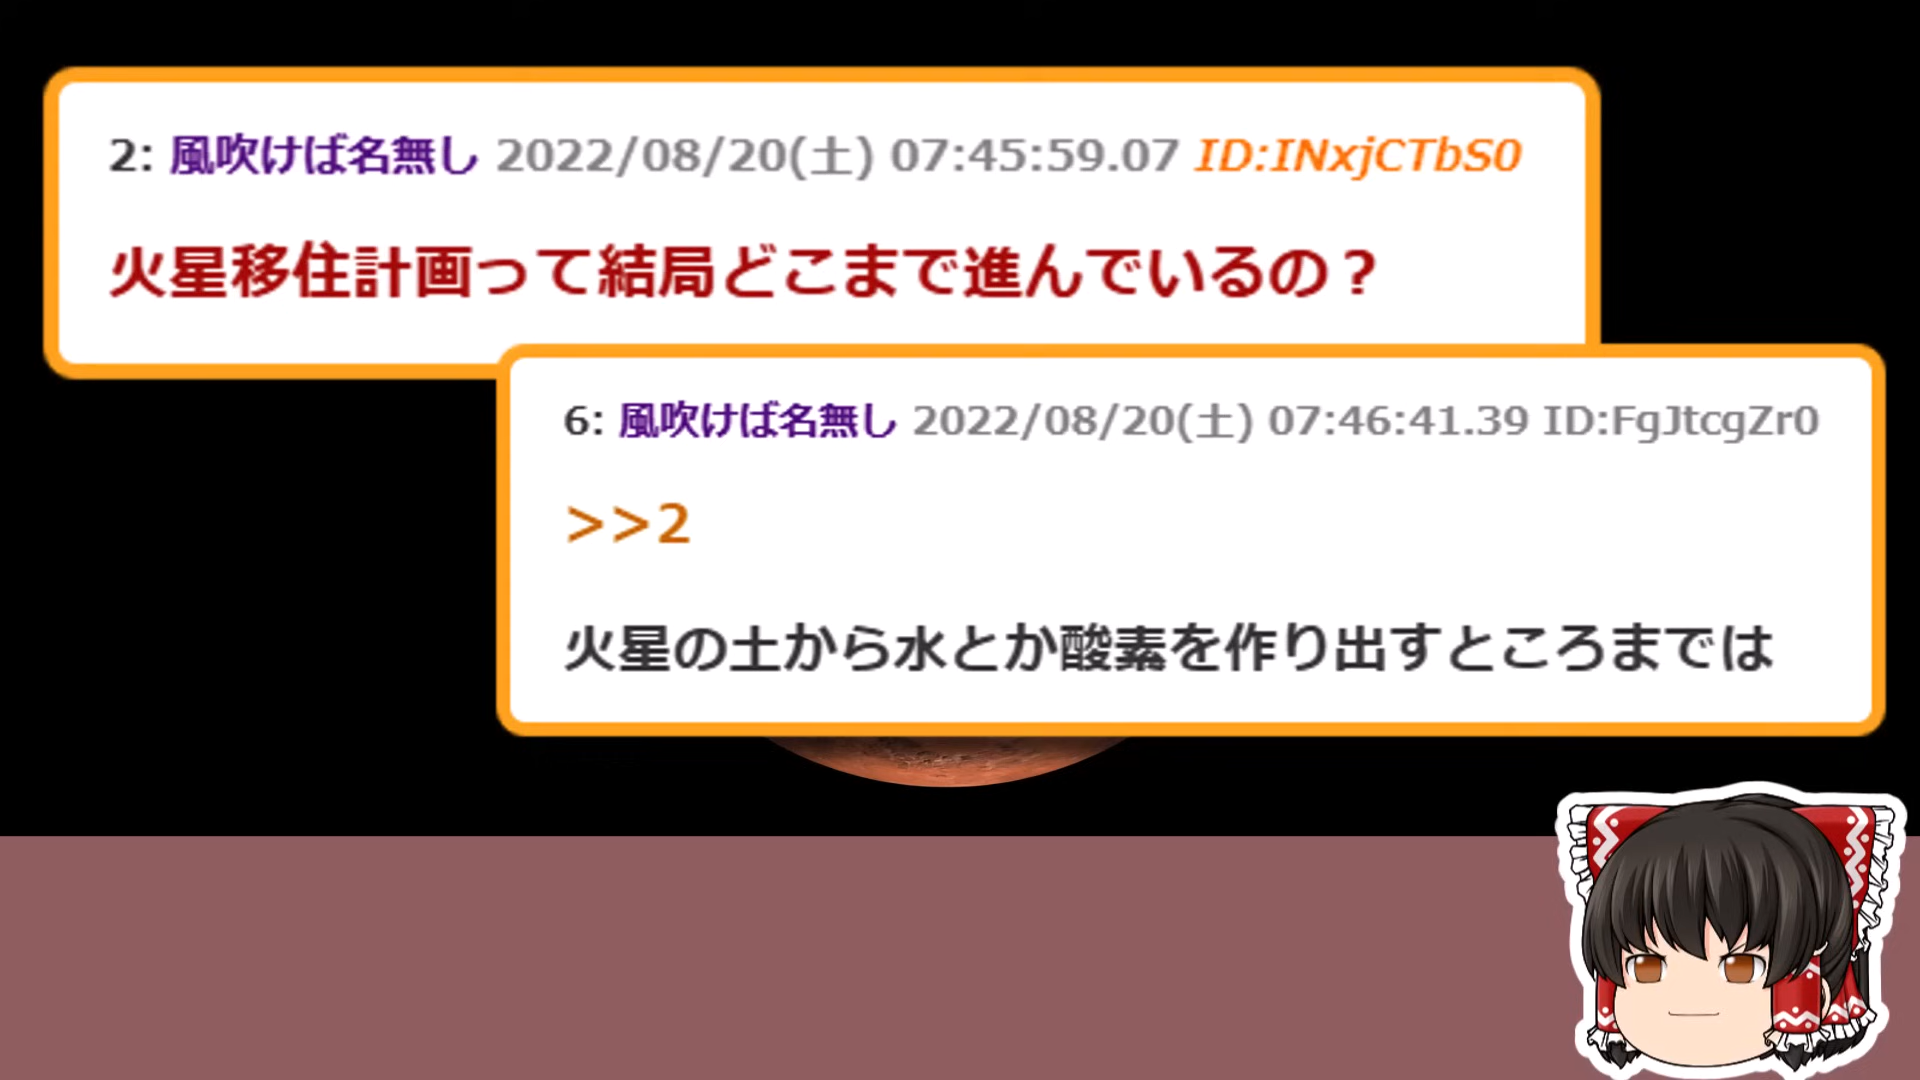 2: 風吹けば名無し 2022/08/20(土) 07:45:59.07 ID:INxjCTbS0
火星移住計画って結局どこまで進んでいるの？
6: 風吹けば名無し 2022/08/20(土) 07:46:41.39 ID:FgJtcgZr0
>>2
火星の土から水とか酸素を作り出すところまでは